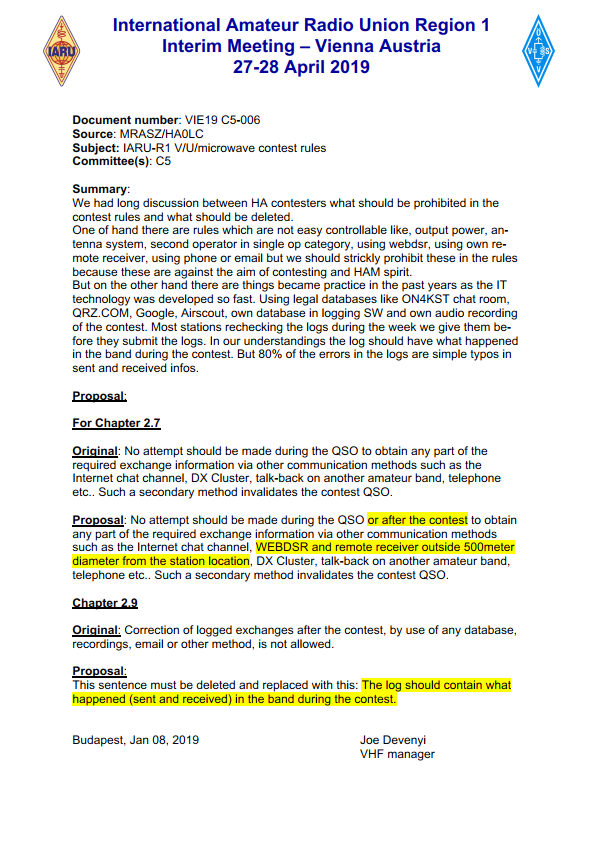 International Amateur Radio Union Region 1
Interim Meeting – Vienna Austria
27-28 April 2019
IARU
Document number: VIE19 C5-006
Source: MRASZ/HA0LC
Subject: IARU-R1 V/U/microwave contest rules
Committee(s): C5
Summary:
We had long discussion between HA contesters what should be prohibited in the
contest rules and what should be deleted.
One of hand there are rules which are not easy controllable like, output power, an-
tenna system, second operator in single op category, using webdsr, using own re-
mote receiver, using phone or email but we should strictly prohibit these in the rules
because these are against the aim of contesting and HAM spirit.
But on the other hand there are things became practice in the past years as the IT
technology was developed so fast. Using legal databases like ON4KST chat room,
QRZ.COM, Google, Airscout, own database in logging SW and own audio recording
of the contest. Most stations rechecking the logs during the week we give them be-
fore they submit the logs. In our understandings the log should have what happened
in the band during the contest. But 80% of the errors in the logs are simple typos in
sent and received infos.
Proposal:
For Chapter 2.7
Original: No attempt should be made during the QSO to obtain any part of the
required exchange information via other communication methods such as the
Internet chat channel, DX Cluster, talk-back on another amateur band, telephone
etc.. Such a secondary method invalidates the contest QSO.
Proposal: No attempt should be made during the QSO or after the contest to obtain
any part of the required exchange information via other communication methods
such as the Internet chat channel, WEBDSR and remote receiver outside 500meter
diameter from the station location, DX Cluster, talk-back on another amateur band,
telephone etc.. Such a secondary method invalidates the contest QSO.
Chapter 2.9
Original: Correction of logged exchanges after the contest, by use of any database,
recordings, email or other method, is not allowed.
Proposal:
This sentence must be deleted and replaced with this: The log should contain what
happened (sent and received) in the band during the contest.
Budapest, Jan 08, 2019 Joe Devenyi
VHF manager